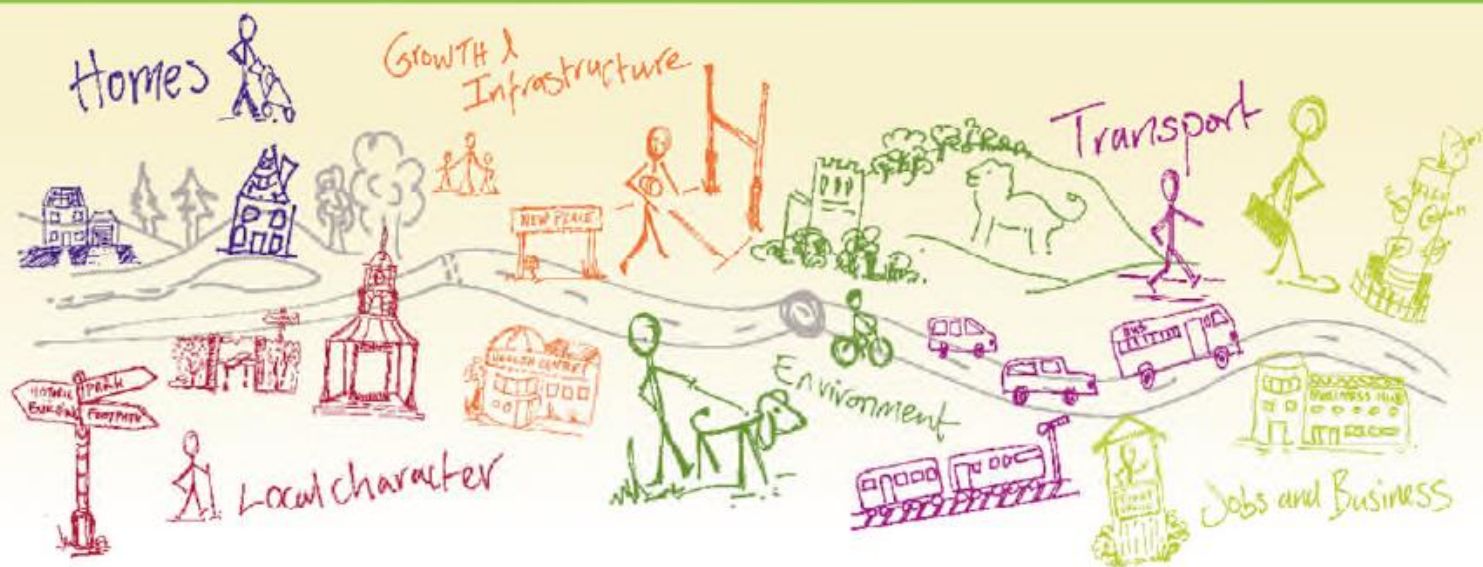 Homes
Growth &
Infrastructure
Transport
NEW PLACE
BUS
HEALTH CENTRE
BUSINESS HUB
HISTORIC
BUILDING
PARK
FOOTPATH
Environment
Local character
Jobs and Business